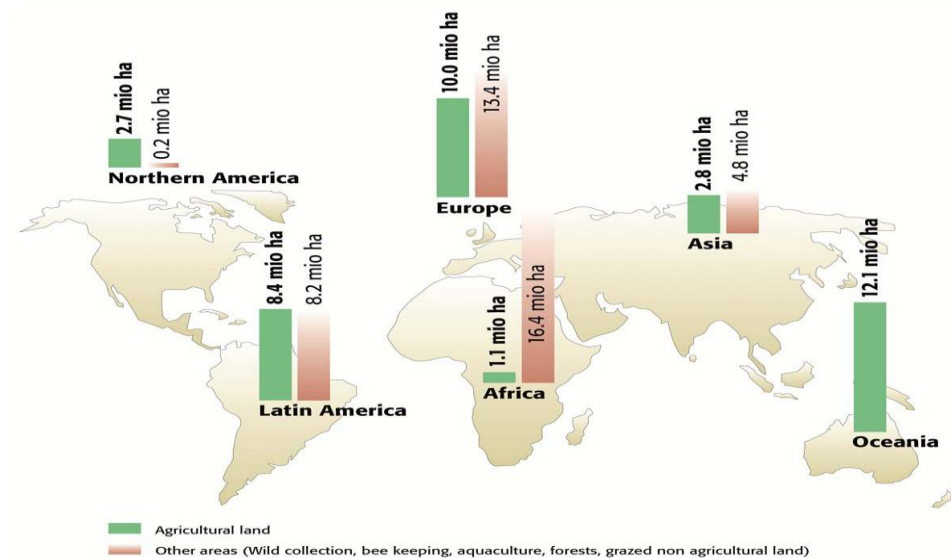 2.7 mio ha
0.2 mio ha
Northern America
10.0 mio ha
13.4 mio ha
Europe
2.8 mio ha
4.8 mio ha
Asia
8.4 mio ha
8.2 mio ha
Latin America
1.1 mio ha
16.4 mio ha
Africa
12.1 mio ha
Oceania
Agricultural land
Other areas (Wild collection, bee keeping, aquaculture, forests, grazed non agricultural land)